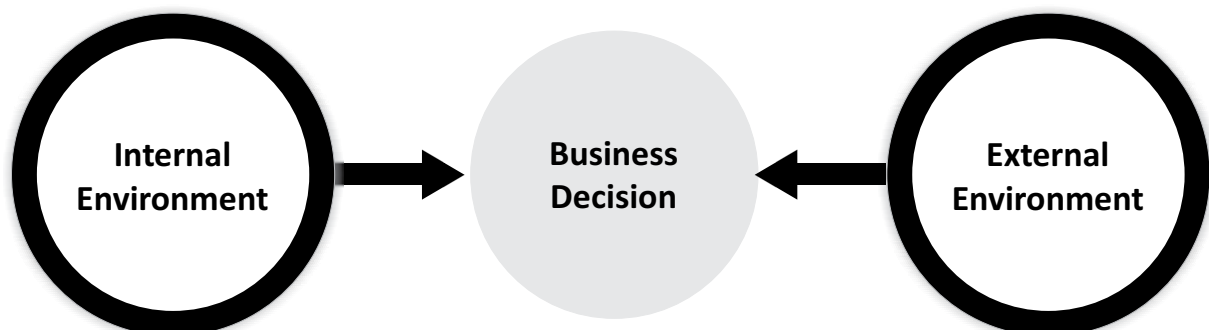 Internal
Environment
Business
Decision
External
Environment